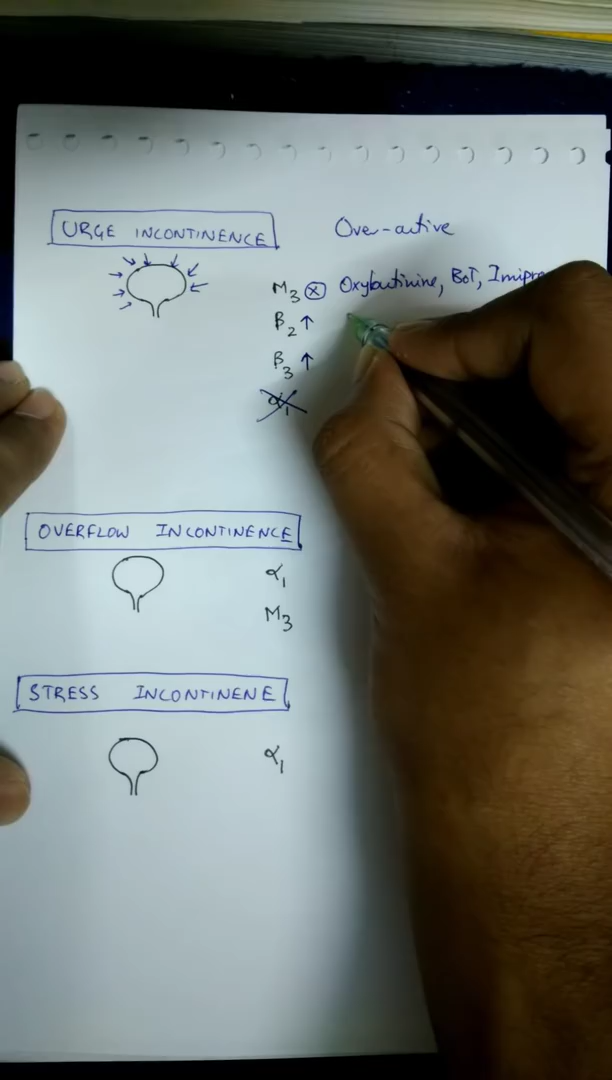 URGE INCONTINENCE
Over-active
M3 ⊗ Oxybutinine, BoT, Imipr
β2 ↑
β3 ↑
α1
OVERFLOW INCONTINENCE
α1
M3
STRESS INCONTINENE
α1